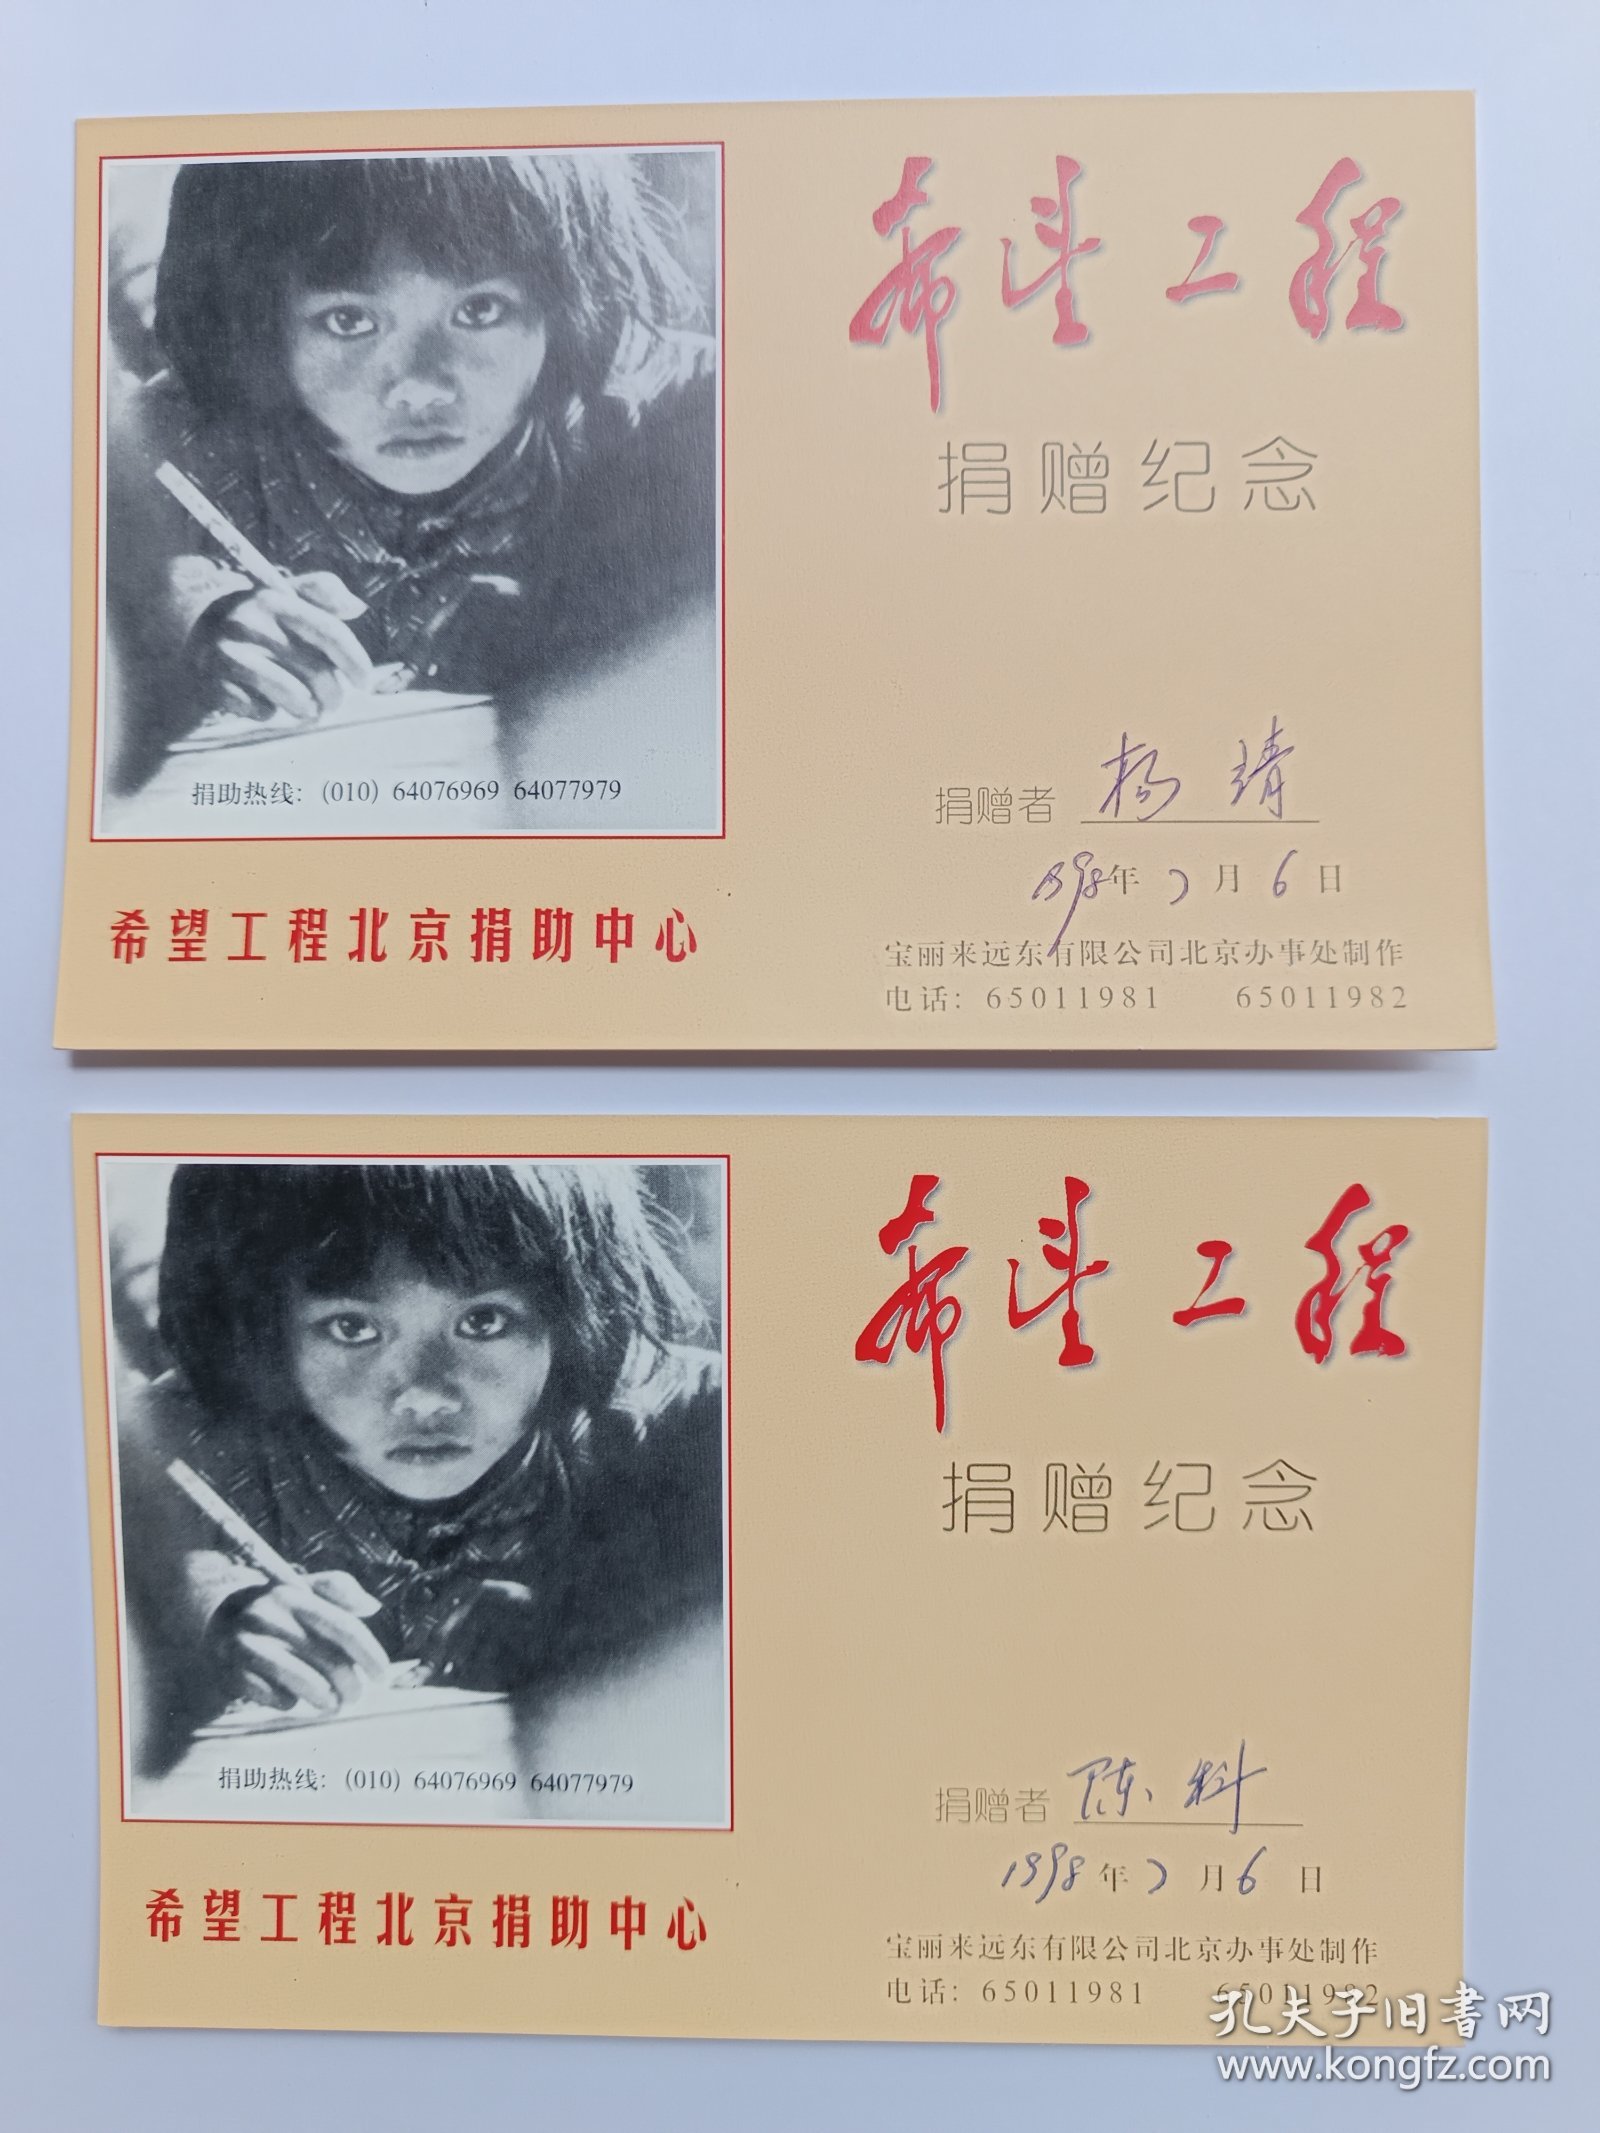 希望工程
捐赠纪念
捐助热线：(010) 64076969 64077979
捐赠者 杨靖
希望工程北京捐助中心
1998年 2月 6日
宝丽来远东有限公司北京办事处制作
电话：65011981 65011982
希望工程
捐赠纪念
捐助热线：(010) 64076969 64077979
捐赠者 陈科
希望工程北京捐助中心
1998年 2月 6日
宝丽来远东有限公司北京办事处制作
电话：65011981 65011982
孔夫子旧书网
www.kongfz.com